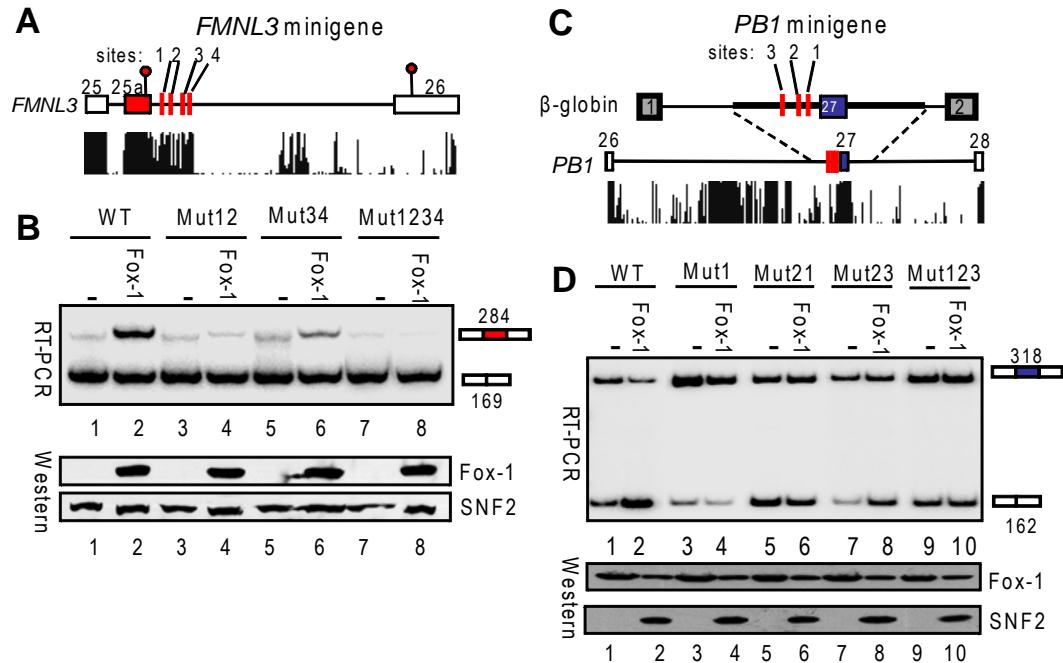 A
FMNL3 minigene
sites: 1 2 3 4
25 25a 26
FMNL3
B
WT Mut12 Mut34 Mut1234
- Fox-1 - Fox-1 - Fox-1 - Fox-1
RT-PCR
284
169
1 2 3 4 5 6 7 8
Western
Fox-1
SNF2
1 2 3 4 5 6 7 8
C
PB1 minigene
sites:
3 2 1
β-globin 1 27 2
26 27 28
PB1
D
WT Mut1 Mut21 Mut23 Mut123
- Fox-1 - Fox-1 - Fox-1 - Fox-1 - Fox-1
RT-PCR
318
162
1 2 3 4 5 6 7 8 9 10
Western
Fox-1
SNF2
1 2 3 4 5 6 7 8 9 10